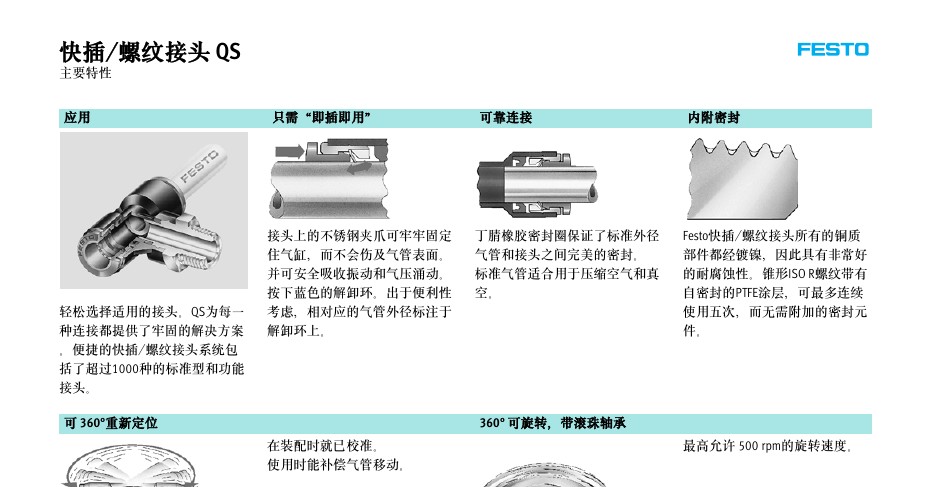 快插/螺纹接头 QS
主要特性
FESTO
应用
FESTO
轻松选择适用的接头。QS为每一
种连接都提供了牢固的解决方案
。便捷的快插/螺纹接头系统包
括了超过1000种的标准型和功能
接头。
只需“即插即用”
接头上的不锈钢夹爪可牢牢固定
住气缸，而不会伤及气管表面。
并可安全吸收振动和气压涌动。
按下蓝色的解卸环。出于便利性
考虑，相对应的气管外径标注于
解卸环上。
可靠连接
丁腈橡胶密封圈保证了标准外径
气管和接头之间完美的密封。
标准气管适合用于压缩空气和真
空。
内附密封
Festo快插/螺纹接头所有的铜质
部件都经镀镍，因此具有非常好
的耐腐蚀性。锥形ISO R螺纹带有
自密封的PTFE涂层，可最多连续
使用五次，而无需附加的密封元
件。
可 360°重新定位
在装配时就已校准。
使用时能补偿气管移动。
360° 可旋转，带滚珠轴承
最高允许 500 rpm的旋转速度。